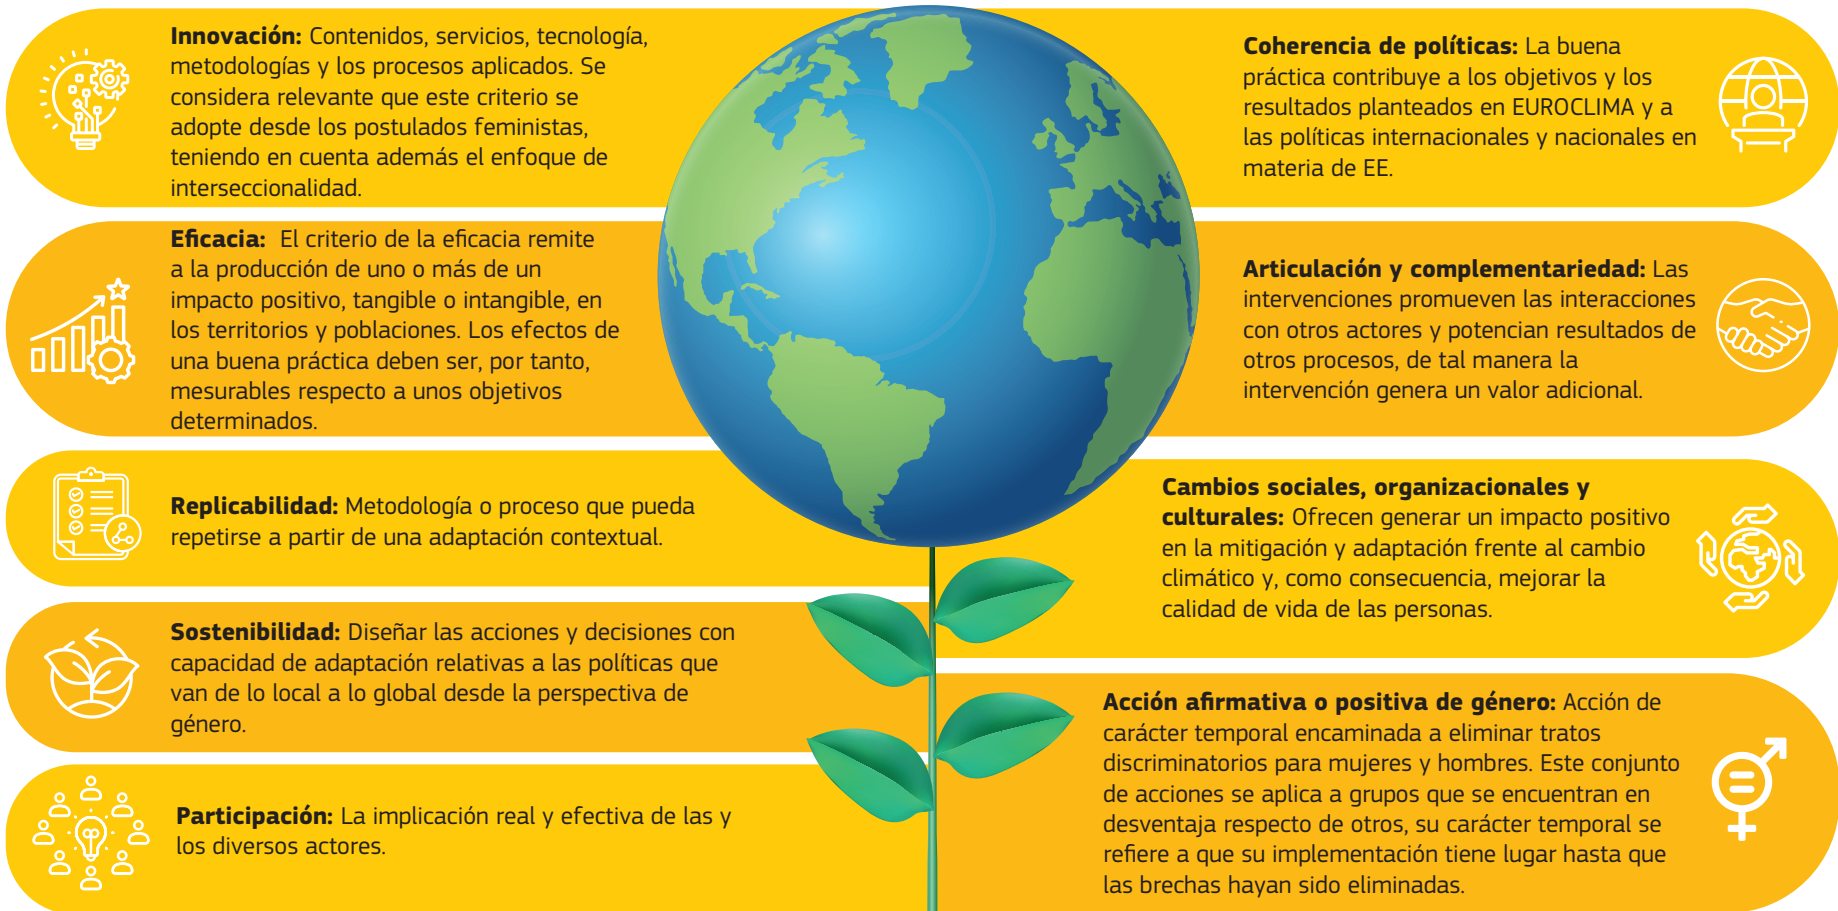 Innovación: Contenidos, servicios, tecnología,
metodologías y los procesos aplicados. Se
considera relevante que este criterio se
adopte desde los postulados feministas,
teniendo en cuenta además el enfoque de
interseccionalidad.
Eficacia: El criterio de la eficacia remite
a la producción de uno o más de un
impacto positivo, tangible o intangible, en
los territorios y poblaciones. Los efectos de
una buena práctica deben ser, por tanto,
mesurables respecto a unos objetivos
determinados.
Replicabilidad: Metodología o proceso que pueda
repetirse a partir de una adaptación contextual.
Sostenibilidad: Diseñar las acciones y decisiones con
capacidad de adaptación relativas a las políticas que
van de lo local a lo global desde la perspectiva de
género.
Participación: La implicación real y efectiva de las y
los diversos actores.
Coherencia de políticas: La buena
práctica contribuye a los objetivos y los
resultados planteados en EUROCLIMA y a
las políticas internacionales y nacionales en
materia de EE.
Articulación y complementariedad: Las
intervenciones promueven las interacciones
con otros actores y potencian resultados de
otros procesos, de tal manera la
intervención genera un valor adicional.
Cambios sociales, organizacionales y
culturales: Ofrecen generar un impacto positivo
en la mitigación y adaptación frente al cambio
climático y, como consecuencia, mejorar la
calidad de vida de las personas.
Acción afirmativa o positiva de género: Acción de
carácter temporal encaminada a eliminar tratos
discriminatorios para mujeres y hombres. Este conjunto
de acciones se aplica a grupos que se encuentran en
desventaja respecto de otros, su carácter temporal se
refiere a que su implementación tiene lugar hasta que
las brechas hayan sido eliminadas.